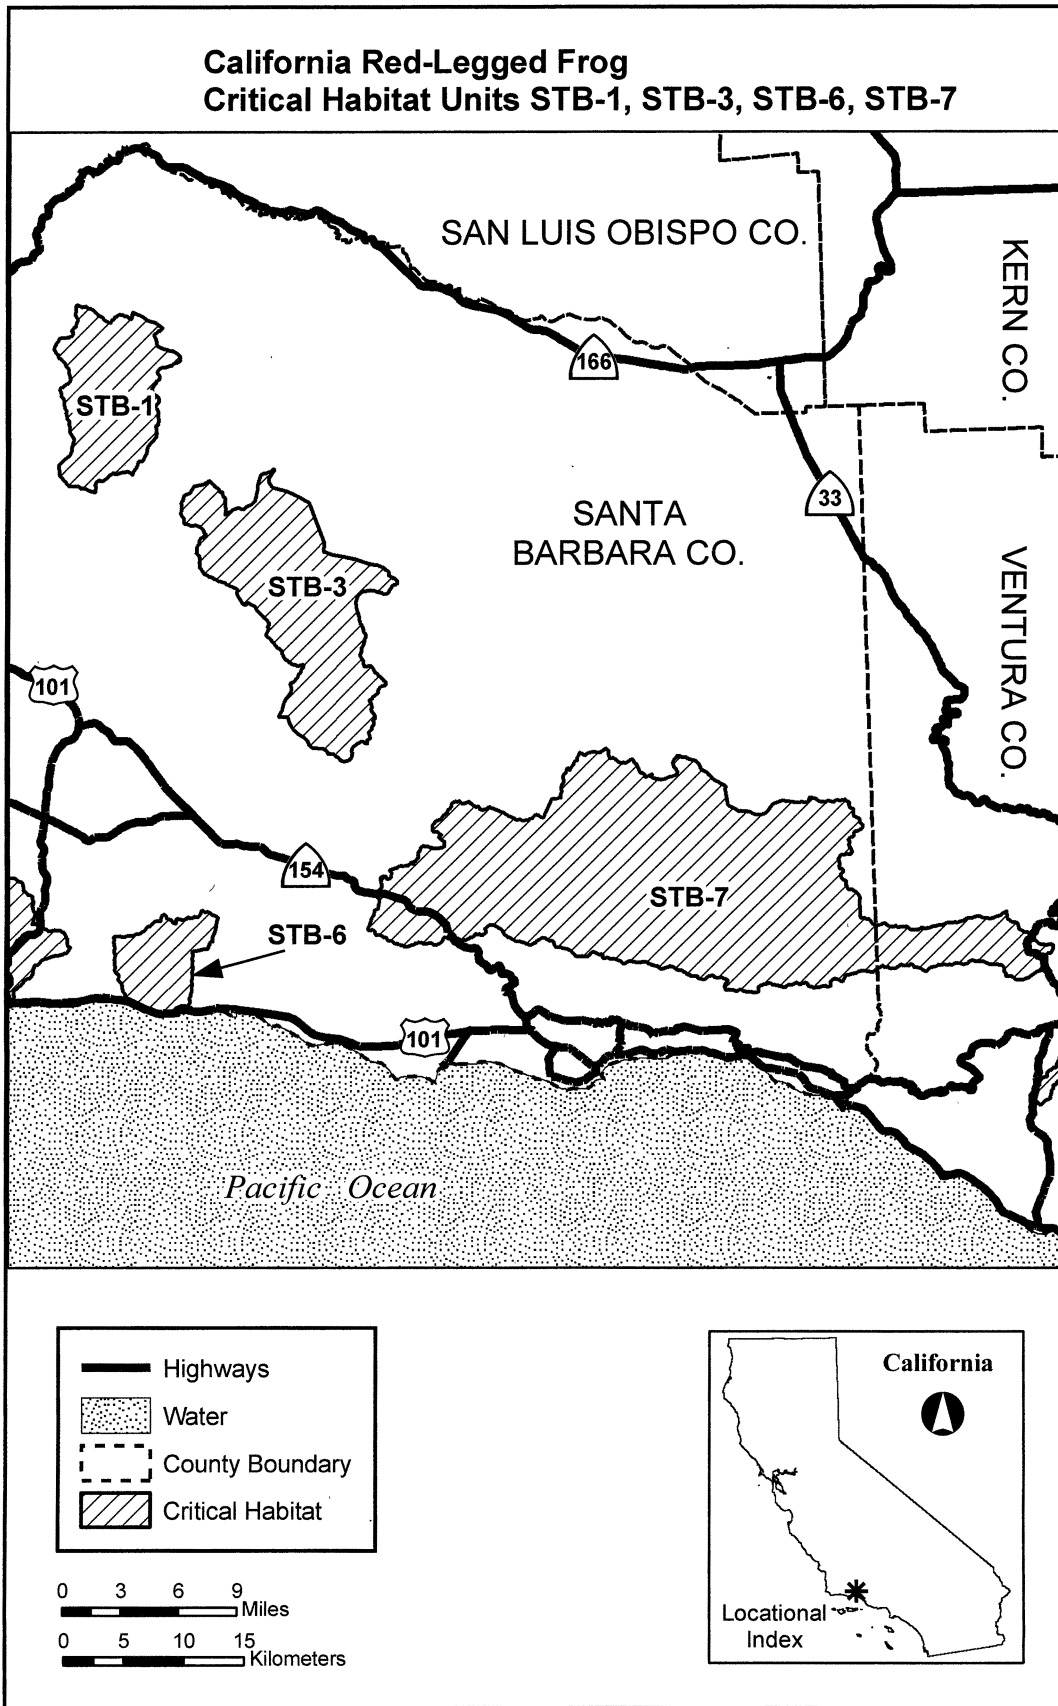 California Red-Legged Frog
Critical Habitat Units STB-1, STB-3, STB-6, STB-7
SAN LUIS OBISPO CO.
KERN CO.
166
STB-1
33
SANTA
BARBARA CO.
STB-3
VENTURA CO.
101
154
STB-7
STB-6
101
Pacific Ocean
Highways
Water
County Boundary
Critical Habitat
0 3 6 9
Miles
0 5 10 15
Kilometers
California
Locational
Index